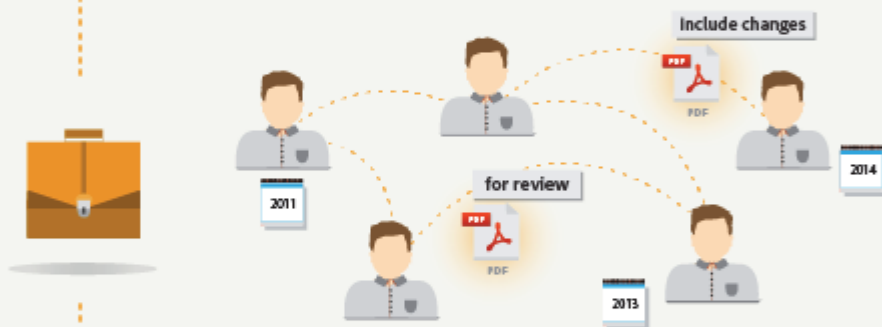 Include changes
PDF
PDF
2014
2011
for review
PDF
PDF
2013